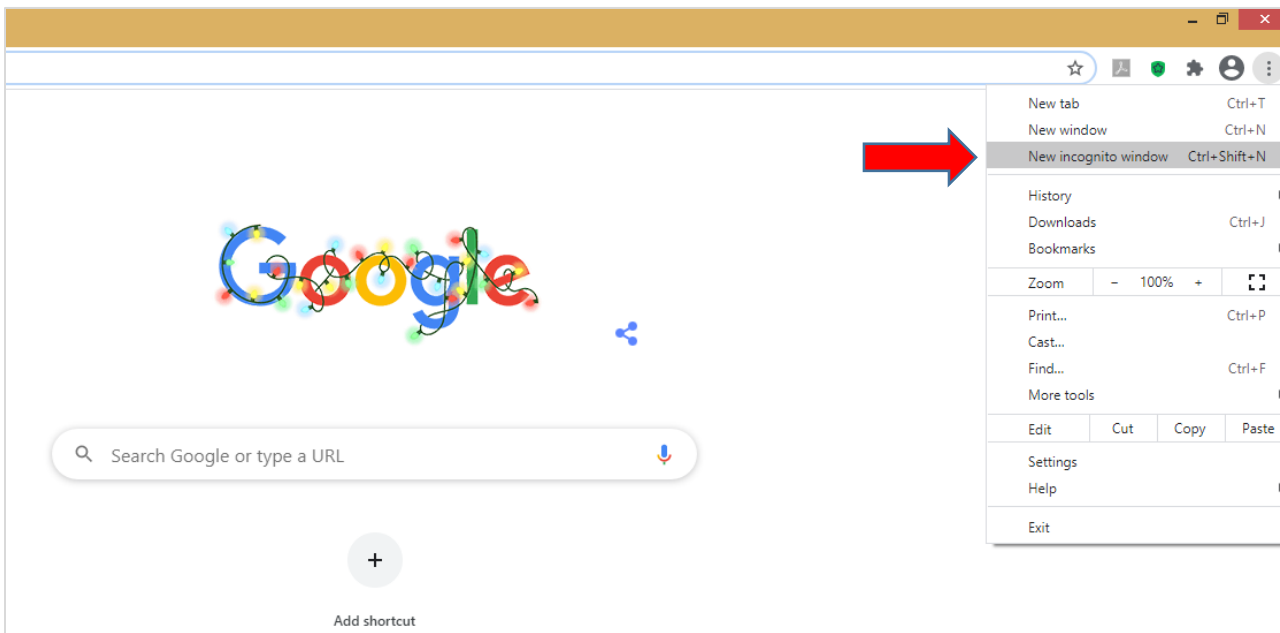 New tab Ctrl+T
New window Ctrl+N
New incognito window Ctrl+Shift+N
History
Downloads Ctrl+J
Bookmarks
Zoom - 100% +
Print... Ctrl+P
Cast...
Find... Ctrl+F
More tools
Edit Cut Copy Paste
Settings
Help
Exit
Google
Search Google or type a URL
Add shortcut